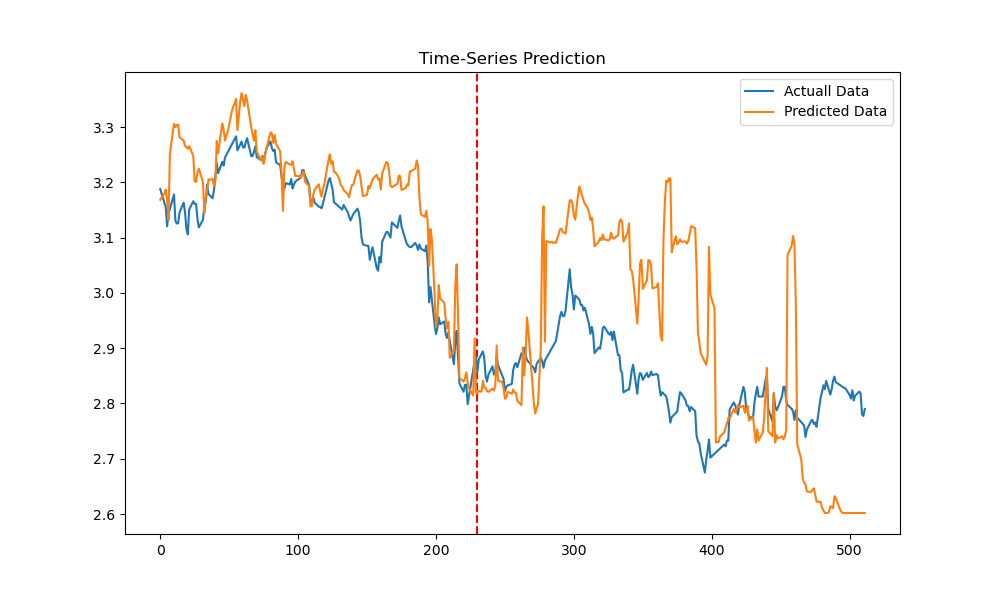 Time-Series Prediction
Actuall Data
Predicted Data
3.3
3.2
3.1
3.0
2.9
2.8
2.7
2.6
0 100 200 300 400 500